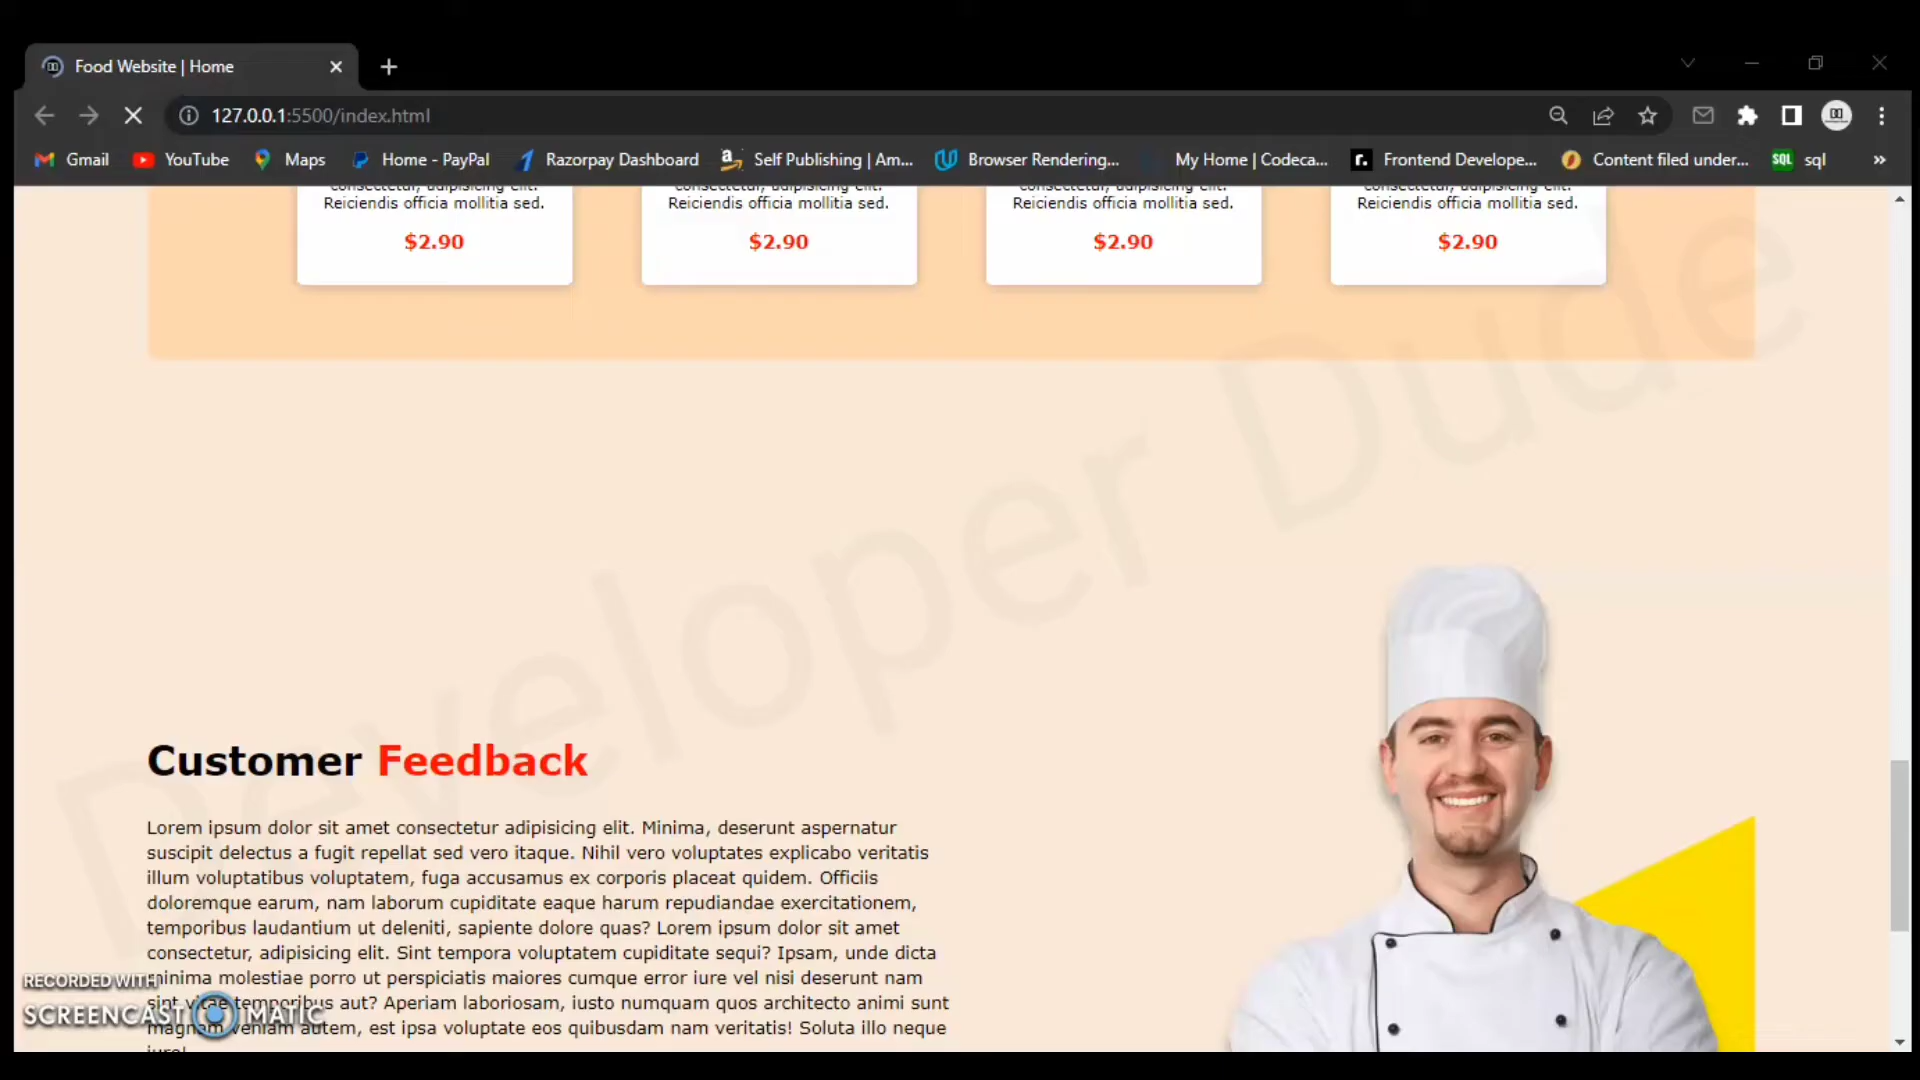 Food Website | Home
127.0.0.1:5500/index.html
Gmail YouTube Maps Home - PayPal Razorpay Dashboard Self Publishing | Am... Browser Rendering... My Home | Codeca... r. Frontend Develope... Content filed under... SQL sql »
consectetur, adipisicing elit. consectetur, adipisicing elit. consectetur, adipisicing elit. consectetur, adipisicing elit.
Reiciendis officia mollitia sed. Reiciendis officia mollitia sed. Reiciendis officia mollitia sed. Reiciendis officia mollitia sed.
$2.90 $2.90 $2.90 $2.90
Developer Dude
Customer Feedback
Lorem ipsum dolor sit amet consectetur adipisicing elit. Minima, deserunt aspernatur
suscipit delectus a fugit repellat sed vero itaque. Nihil vero voluptates explicabo veritatis
illum voluptatibus voluptatem, fuga accusamus ex corporis placeat quidem. Officiis
doloremque earum, nam laborum cupiditate eaque harum repudiandae exercitationem,
temporibus laudantium ut deleniti, sapiente dolore quas? Lorem ipsum dolor sit amet
consectetur, adipisicing elit. Sint tempora voluptatem cupiditate sequi? Ipsam, unde dicta
minima molestiae porro ut perspiciatis maiores cumque error iure vel nisi deserunt nam
sint vitae temporibus aut? Aperiam laboriosam, iusto numquam quos architecto animi sunt
magnam veniam autem, est ipsa voluptate eos quibusdam nam veritatis! Soluta illo neque
iure!
RECORDED WITH
SCREENCAST MATIC